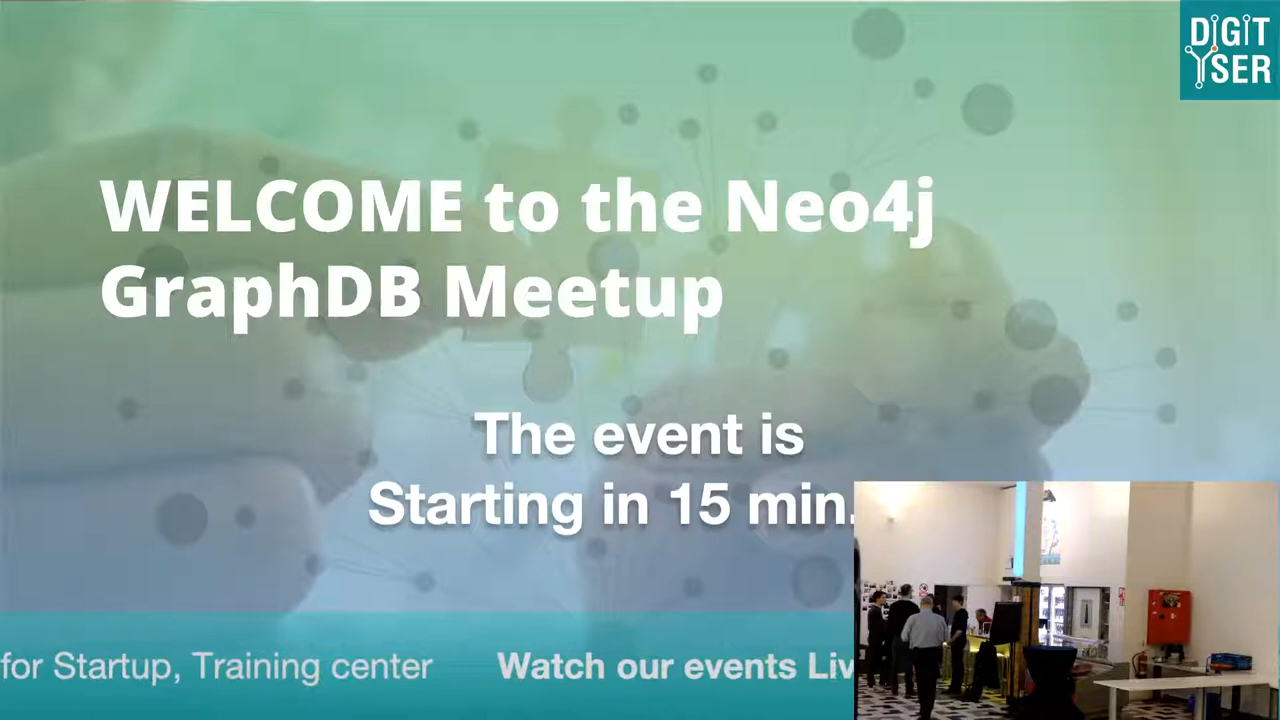 DIGIT
YSER
WELCOME to the Neo4j
GraphDB Meetup
The event is
Starting in 15 min.
for Startup, Training center
Watch our events Liv